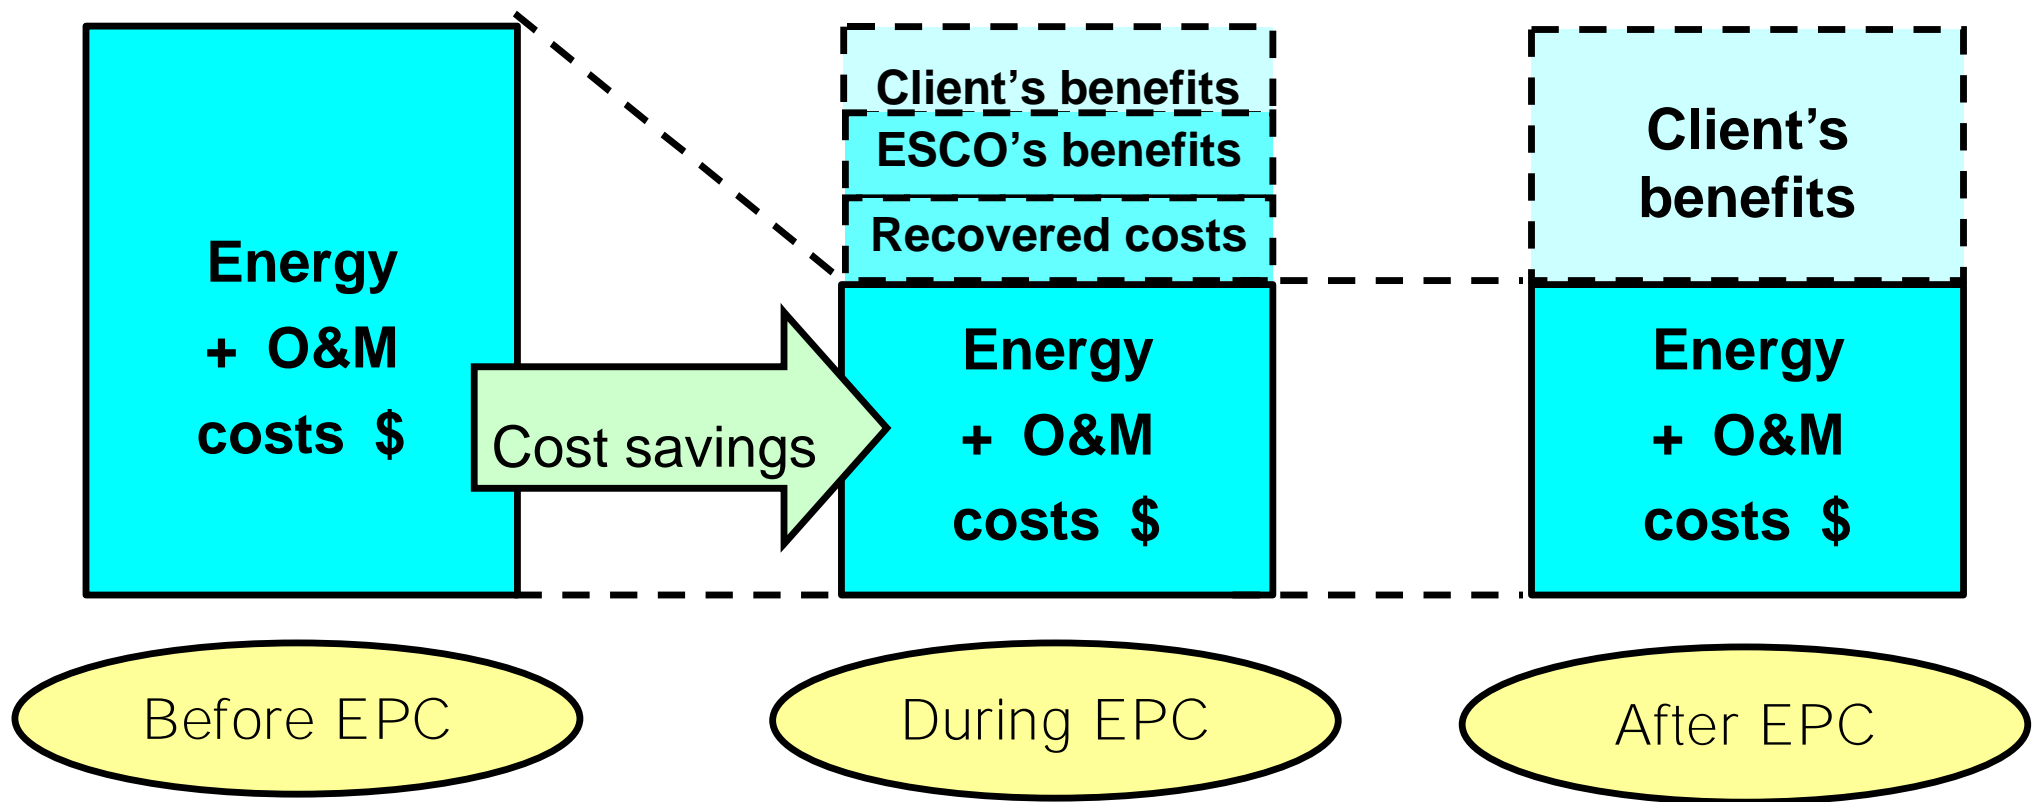 Energy
+ O&M
costs $
Cost savings
Client’s benefits
ESCO’s benefits
Recovered costs
Energy
+ O&M
costs $
Client’s
benefits
Energy
+ O&M
costs $
Before EPC
During EPC
After EPC